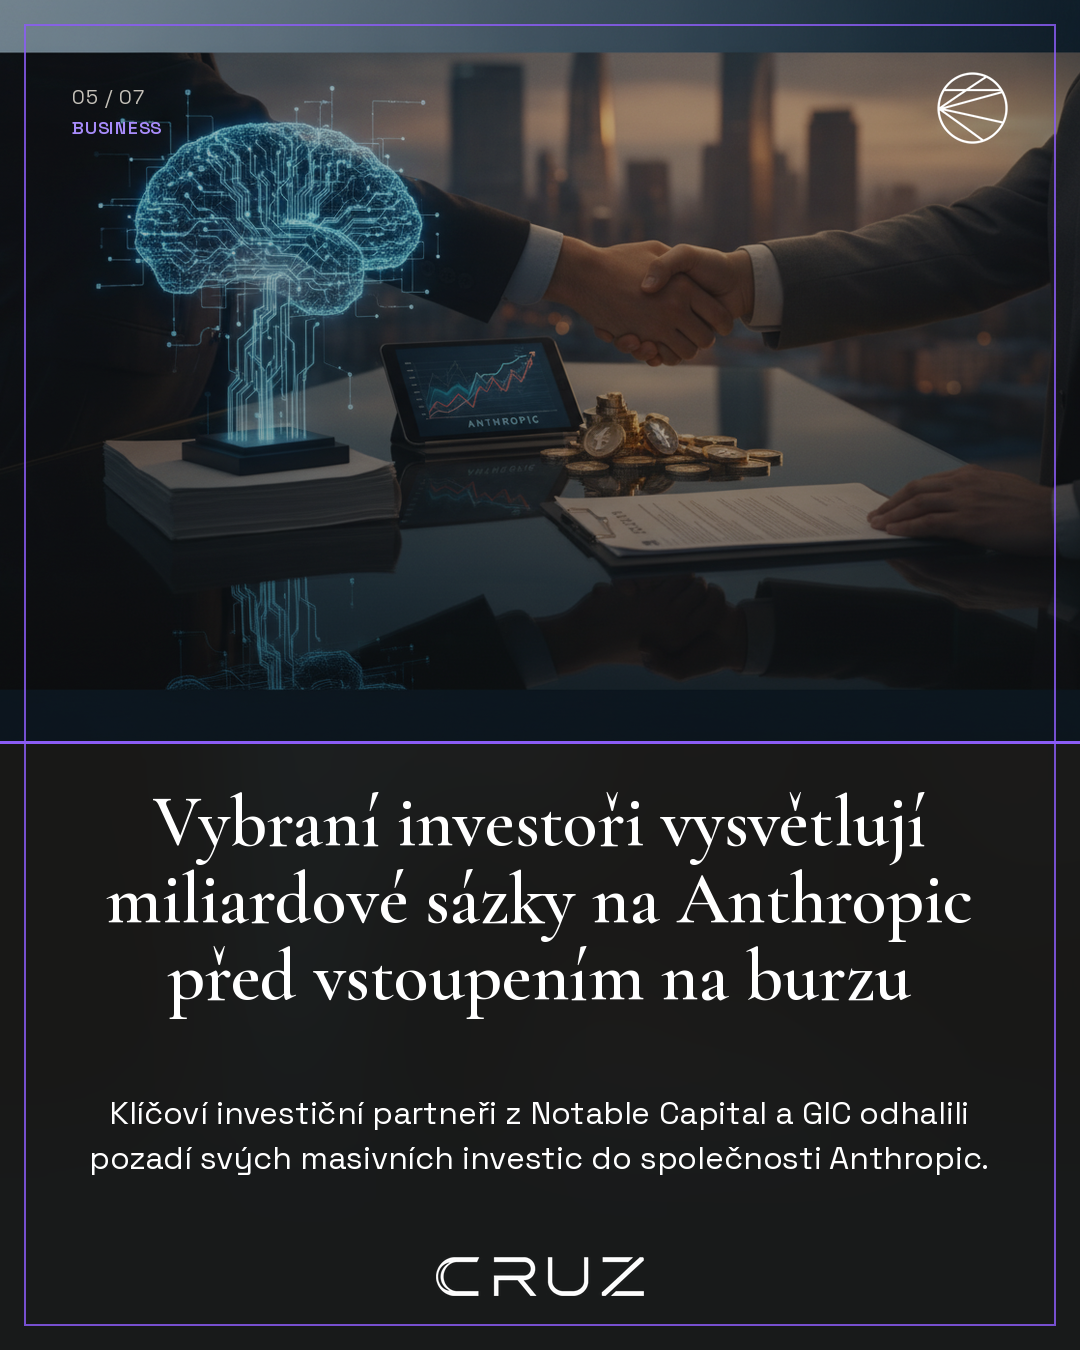 05 / 07
BUSINESS
ANTHROPIC
Vybraní investoři vysvětlují
miliardové sázky na Anthropic
před vstoupením na burzu
Klíčoví investiční partneři z Notable Capital a GIC odhalili
pozadí svých masivních investic do společnosti Anthropic.
CRUZ